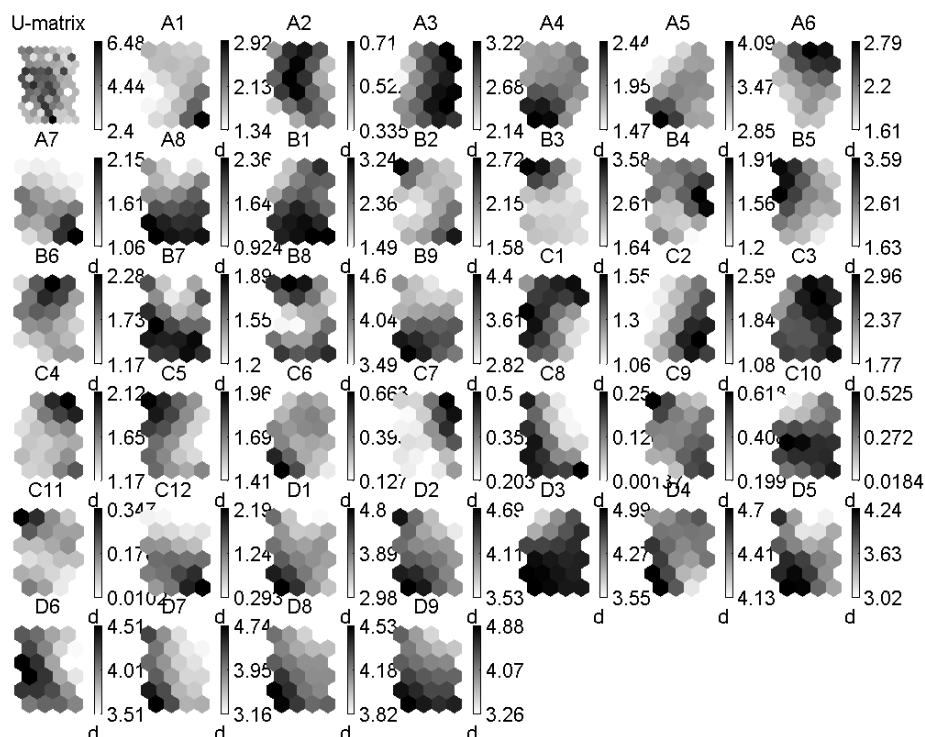 U-matrix A1 A2 A3 A4 A5 A6
6.48 2.92 0.71 3.22 2.44 4.09 2.79
4.44 2.13 0.52 2.68 1.95 3.47 2.2
2.4 1.34 0.335 2.14 1.47 2.85 1.61
d d d d d d
A7 A8 B1 B2 B3 B4 B5
2.15 2.36 3.24 2.72 3.58 1.91 3.59
1.61 1.64 2.36 2.15 2.61 1.56 2.61
1.06 0.924 1.49 1.58 1.64 1.2 1.63
d d d d d d d
B6 B7 B8 B9 C1 C2 C3
2.28 1.89 4.6 4.4 1.55 2.59 2.96
1.73 1.55 4.04 3.61 1.3 1.84 2.37
1.17 1.2 3.49 2.82 1.06 1.08 1.77
d d d d d d d
C4 C5 C6 C7 C8 C9 C10
2.12 1.96 0.663 0.5 0.25 0.618 0.525
1.65 1.69 0.39 0.35 0.12 0.408 0.272
1.17 1.41 0.127 0.203 0.00137 0.199 0.0184
d d d d d d d
C11 C12 D1 D2 D3 D4 D5
0.347 2.19 4.8 4.69 4.99 4.7 4.24
0.17 1.24 3.89 4.11 4.27 4.41 3.63
0.0102 0.293 2.98 3.53 3.55 4.13 3.02
d d d d d d d
D6 D7 D8 D9
4.51 4.74 4.53 4.88
4.01 3.95 4.18 4.07
3.51 3.16 3.82 3.26
d d d d